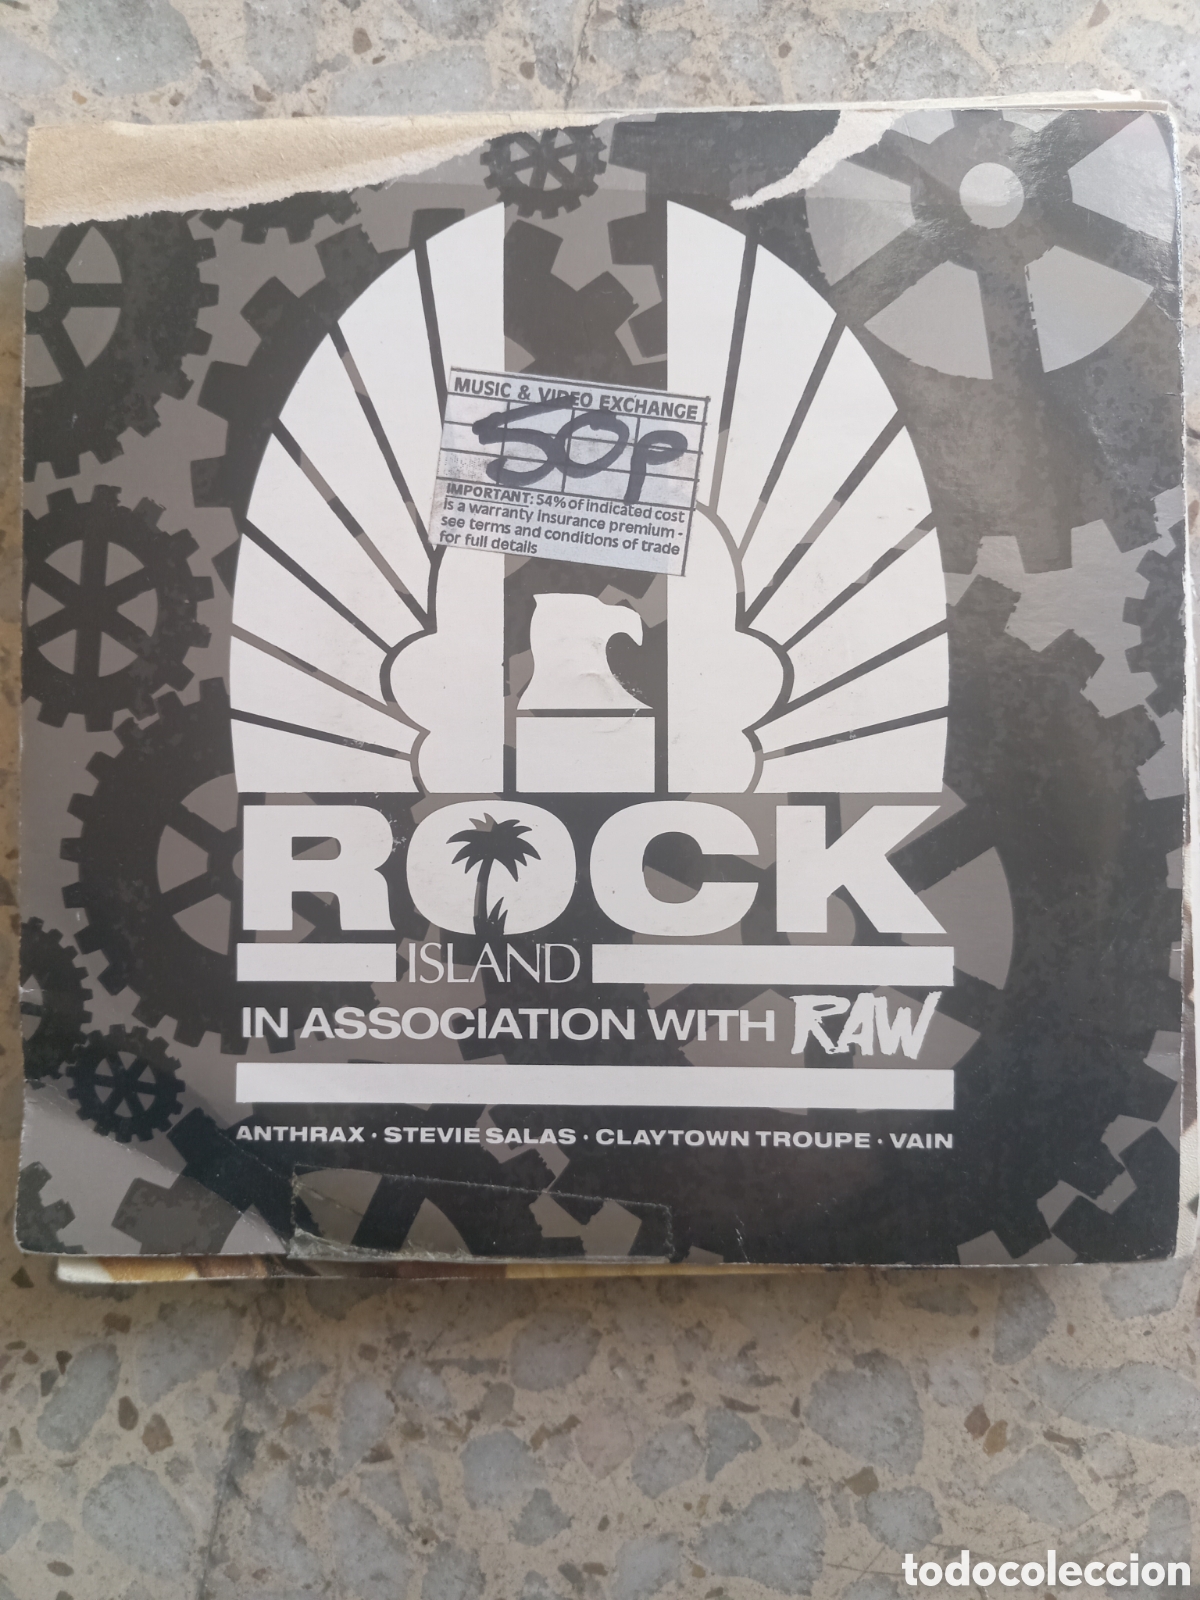 MUSIC & VIDEO EXCHANGE
50p
IMPORTANT: 54% of indicated cost
is a warranty insurance premium -
see terms and conditions of trade
for full details
ROCK
ISLAND
IN ASSOCIATION WITH RAW
ANTHRAX · STEVIE SALAS · CLAYTOWN TROUPE · VAIN
todocoleccion